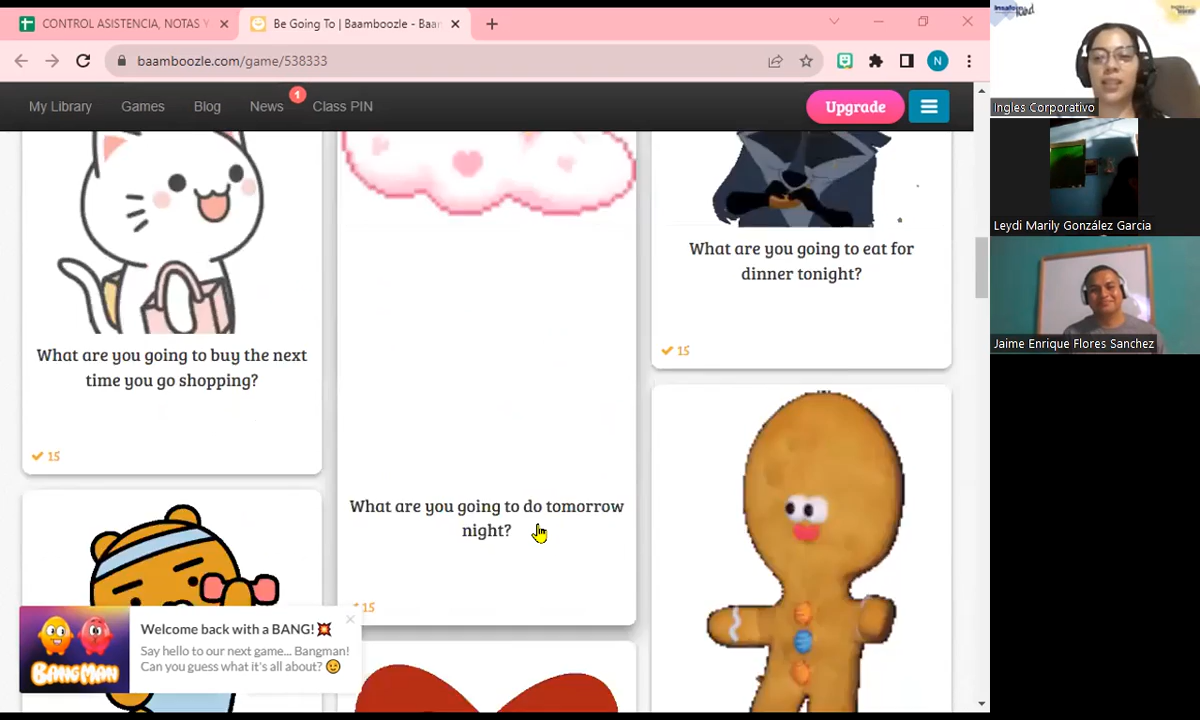 CONTROL ASISTENCIA, NOTAS Y
Be Going To | Baamboozle - Baa
baamboozle.com/game/538333
N
My Library
Games
Blog
News
1
Class PIN
Upgrade
What are you going to buy the next
time you go shopping?
15
What are you going to do tomorrow
night?
15
What are you going to eat for
dinner tonight?
15
BANGMAN
Welcome back with a BANG!
Say hello to our next game... Bangman!
Can you guess what it's all about?
Ingles Corporativo
Leydi Marily González Garcia
Jaime Enrique Flores Sanchez